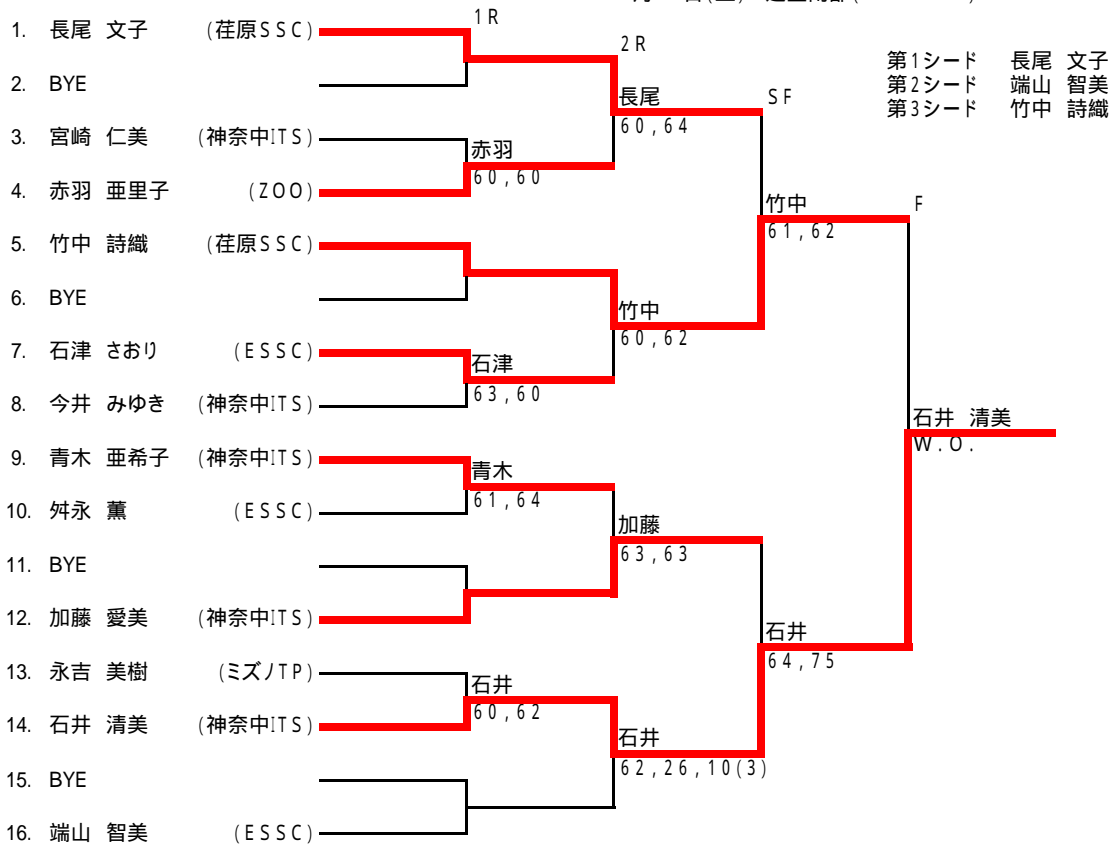 1R
2R
SF
F
第1シード 長尾 文子
第2シード 端山 智美
第3シード 竹中 詩織
1. 長尾 文子 (荏原SSC)
2. BYE
長尾
60,64
3. 宮崎 仁美 (神奈中ITS)
赤羽
60,60
4. 赤羽 亜里子 (ZOO)
竹中
61,62
5. 竹中 詩織 (荏原SSC)
6. BYE
竹中
60,62
7. 石津 さおり (ESSC)
石津
63,60
8. 今井 みゆき (神奈中ITS)
石井 清美
W.O.
9. 青木 亜希子 (神奈中ITS)
青木
61,64
10. 舛永 薫 (ESSC)
加藤
63,63
11. BYE
12. 加藤 愛美 (神奈中ITS)
石井
64,75
13. 永吉 美樹 (ミズノTP)
石井
60,62
14. 石井 清美 (神奈中ITS)
石井
62,26,10(3)
15. BYE
16. 端山 智美 (ESSC)